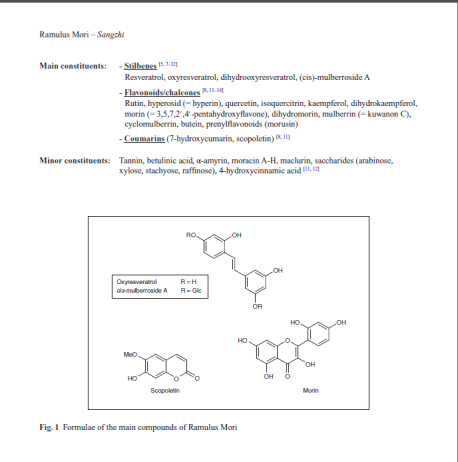 Ramulus Mori – Sangzhi
Main constituents: - Stilbenes [5, 7-12]
Resveratrol, oxyresveratrol, dihydrooxyresveratrol, (cis)-mulberroside A
- Flavonoids/chalcones [8, 11-14]
Rutin, hyperosid (= hyperin), quercetin, isoquercitrin, kaempferol, dihydrokaempferol,
morin (= 3,5,7,2′,4′-pentahydroxyflavone), dihydromorin, mulberrin (= kuwanon C),
cyclomulberrin, butein, prenylflavonoids (morusin)
- Coumarins (7-hydroxycumarin, scopoletin) [8, 11]
Minor constituents: Tannin, betulinic acid, α-amyrin, moracin A-H, maclurin, saccharides (arabinose,
xylose, stachyose, raffinose), 4-hydroxycinnamic acid [11, 12]
RO
OH
OH
Oxyresveratrol R = H
cis-mulberroside A R = Glc
OR
HO
OH
HO
O
MeO
OH
HO
O
O
OH
O
Scopoletin
Morin
Fig. 1 Formulae of the main compounds of Ramulus Mori